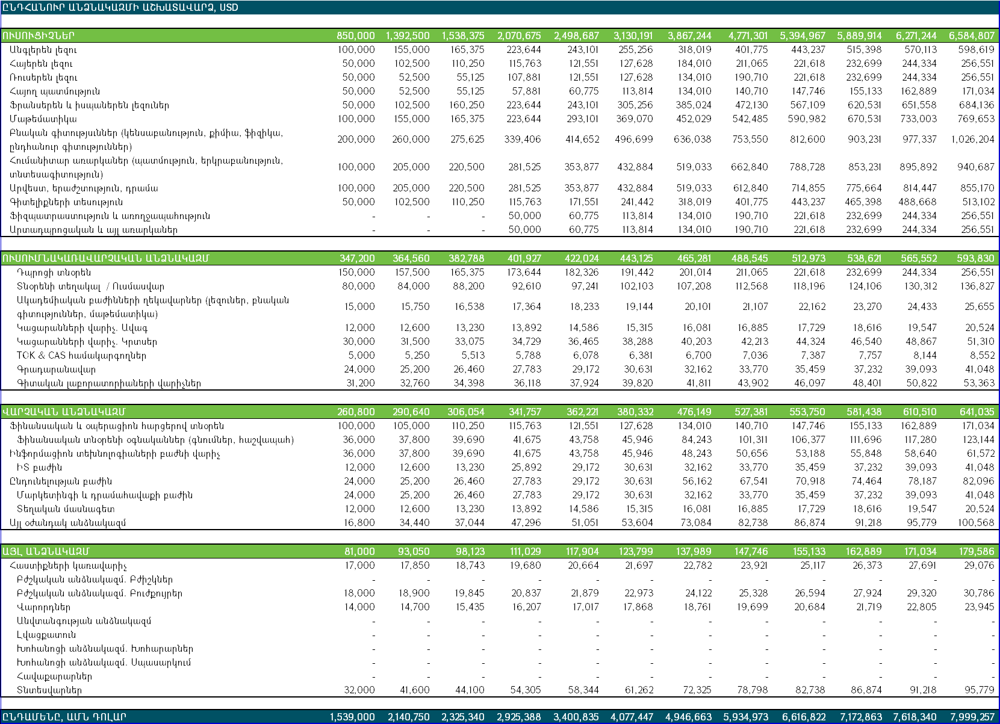 ԸՆԴՀԱՆՈՒՐ ԱՆՁՆԱԿԱԶՄԻ ԱՇԽԱՏԱՎԱՐՁ, USD
ՈՒՍՈՒՑԻՉՆԵՐ 850,000 1,392,500 1,538,375 2,070,675 2,498,687 3,130,191 3,867,244 4,771,301 5,394,967 5,889,914 6,271,244 6,584,807
Անգլերեն լեզու 100,000 155,000 165,375 223,644 243,101 255,256 318,019 401,775 443,237 515,398 570,113 598,619
Հայերեն լեզու 50,000 102,500 110,250 115,763 121,551 127,628 184,010 211,065 221,618 232,699 244,334 256,551
Ռուսերեն լեզու 50,000 52,500 55,125 107,881 121,551 127,628 134,010 190,710 221,618 232,699 244,334 256,551
Հայոց պատմություն 50,000 52,500 55,125 57,881 60,775 113,814 134,010 140,710 147,746 155,133 162,889 171,034
Ֆրանսերեն և իսպաներեն լեզուներ 50,000 102,500 160,250 223,644 243,101 305,256 385,024 472,130 567,109 620,531 651,558 684,136
Մաթեմատիկա 100,000 155,000 165,375 223,644 293,101 369,070 452,029 542,485 590,982 670,531 733,003 769,653
Բնական գիտություններ (կենսաբանություն, քիմիա, ֆիզիկա,
ընդհանուր գիտություններ) 200,000 260,000 275,625 339,406 414,652 496,699 636,038 753,550 812,600 903,231 977,337 1,026,204
Հումանիտար առարկաներ (պատմություն, երկրաբանություն,
տնտեսագիտություն) 100,000 205,000 220,500 281,525 353,877 432,884 519,033 662,840 788,728 853,231 895,892 940,687
Արվեստ, երաժշտություն, դրամա 100,000 205,000 220,500 281,525 353,877 432,884 519,033 612,840 714,855 775,664 814,447 855,170
Գիտելիքների տեսություն 50,000 102,500 110,250 115,763 171,551 241,442 318,019 401,775 443,237 465,398 488,668 513,102
Ֆիզպատրաստություն և առողջապահություն - - - 50,000 60,775 113,814 134,010 190,710 221,618 232,699 244,334 256,551
Արտադպրոցական և այլ առարկաներ - - - 50,000 60,775 113,814 134,010 190,710 221,618 232,699 244,334 256,551
ՈՒՍՈՒՄՆԱԿԱՌԱՎԱՐՉԱԿԱՆ ԱՆՁՆԱԿԱԶՄ 347,200 364,560 382,788 401,927 422,024 443,125 465,281 488,545 512,973 538,621 565,552 593,830
Դպրոցի տնօրեն 150,000 157,500 165,375 173,644 182,326 191,442 201,014 211,065 221,618 232,699 244,334 256,551
Տնօրենի տեղակալ / Ուսմասվար 80,000 84,000 88,200 92,610 97,241 102,103 107,208 112,568 118,196 124,106 130,312 136,827
Ակադեմիական բաժինների ղեկավարներ (լեզուներ, բնական
գիտություններ, մաթեմատիկա) 15,000 15,750 16,538 17,364 18,233 19,144 20,101 21,107 22,162 23,270 24,433 25,655
Կացարանների վարիչ. Ավագ 12,000 12,600 13,230 13,892 14,586 15,315 16,081 16,885 17,729 18,616 19,547 20,524
Կացարանների վարիչ. Կրտսեր 30,000 31,500 33,075 34,729 36,465 38,288 40,203 42,213 44,324 46,540 48,867 51,310
TOK & CAS համակարգողներ 5,000 5,250 5,513 5,788 6,078 6,381 6,700 7,036 7,387 7,757 8,144 8,552
Գրադարանավար 24,000 25,200 26,460 27,783 29,172 30,631 32,162 33,770 35,459 37,232 39,093 41,048
Գիտական լաբորատորիաների վարիչներ 31,200 32,760 34,398 36,118 37,924 39,820 41,811 43,902 46,097 48,401 50,822 53,363
ՎԱՐՉԱԿԱՆ ԱՆՁՆԱԿԱԶՄ 260,800 290,640 306,054 341,757 362,221 380,332 476,149 527,381 553,750 581,438 610,510 641,035
Ֆինանսական և օպերացիոն հարցերով տնօրեն 100,000 105,000 110,250 115,763 121,551 127,628 134,010 140,710 147,746 155,133 162,889 171,034
Ֆինանսական տնօրենի օգնականներ (գնումներ, հաշվապահ) 36,000 37,800 39,690 41,675 43,758 45,946 84,243 101,311 106,377 111,696 117,280 123,144
Ինֆորմացիոն տեխնոլոգիաների բաժնի վարիչ 36,000 37,800 39,690 41,675 43,758 45,946 48,243 50,656 53,188 55,848 58,640 61,572
ԻՏ բաժին 12,000 12,600 13,230 25,892 29,172 30,631 32,162 33,770 35,459 37,232 39,093 41,048
Ընդունելության բաժին 24,000 25,200 26,460 27,783 29,172 30,631 56,162 67,541 70,918 74,464 78,187 82,096
Մարկետինգի և դրամահավաքի բաժին 24,000 25,200 26,460 27,783 29,172 30,631 32,162 33,770 35,459 37,232 39,093 41,048
Տեղական մասնագետ 12,000 12,600 13,230 13,892 14,586 15,315 16,081 16,885 17,729 18,616 19,547 20,524
Այլ օժանդակ անձնակազմ 16,800 34,440 37,044 47,296 51,051 53,604 73,084 82,738 86,874 91,218 95,779 100,568
ԱՅԼ ԱՆՁՆԱԿԱԶՄ 81,000 93,050 98,123 111,029 117,904 123,799 137,989 147,746 155,133 162,889 171,034 179,586
Հաստիքների կառավարիչ 17,000 17,850 18,743 19,680 20,664 21,697 22,782 23,921 25,117 26,373 27,691 29,076
Բժշկական անձնակազմ. Բժիշկներ - - - - - - - - - - - -
Բժշկական անձնակազմ. Բուժքույրեր 18,000 18,900 19,845 20,837 21,879 22,973 24,122 25,328 26,594 27,924 29,320 30,786
Վարորդներ 14,000 14,700 15,435 16,207 17,017 17,868 18,761 19,699 20,684 21,719 22,805 23,945
Անվտանգության անձնակազմ - - - - - - - - - - - -
Լվացքատուն - - - - - - - - - - - -
Խոհանոցի անձնակազմ. Խոհարարներ - - - - - - - - - - - -
Խոհանոցի անձնակազմ. Սպասարկում - - - - - - - - - - - -
Հավաքարարներ - - - - - - - - - - - -
Տնտեսվարներ 32,000 41,600 44,100 54,305 58,344 61,262 72,325 78,798 82,738 86,874 91,218 95,779
ԸՆԴԱՄԵՆԸ, ԱՄՆ ԴՈԼԱՐ 1,539,000 2,140,750 2,325,340 2,925,388 3,400,835 4,077,447 4,946,663 5,934,973 6,616,822 7,172,863 7,618,340 7,999,257